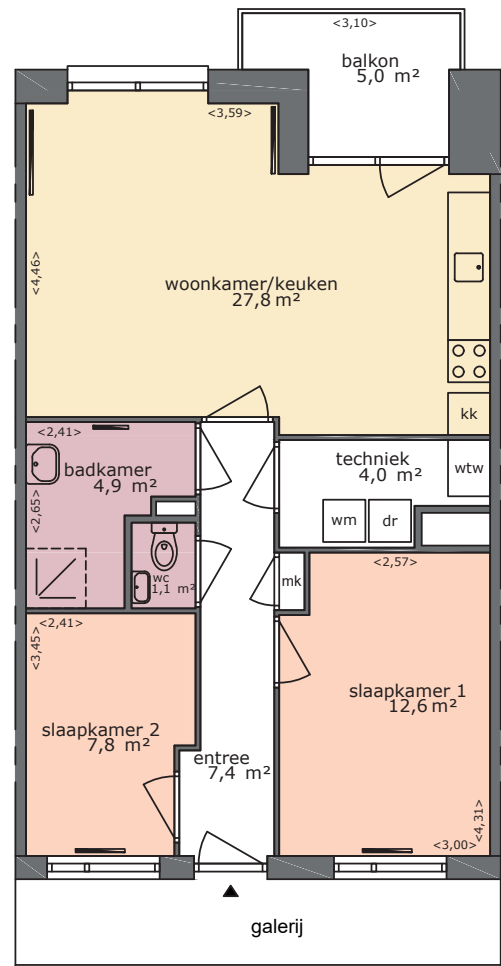 <3,10>
balkon
5,0 m²
<3,59>
<4,46>
woonkamer/keuken
27,8 m²
kk
<2,41>
badkamer
4,9 m²
<2,65>
techniek
4,0 m²
wtw
wm
dr
wc
1,1 m²
mk
<2,57>
<2,41>
<3,45>
slaapkamer 2
7,8 m²
entree
7,4 m²
slaapkamer 1
12,6 m²
<4,31>
<3,00>
galerij